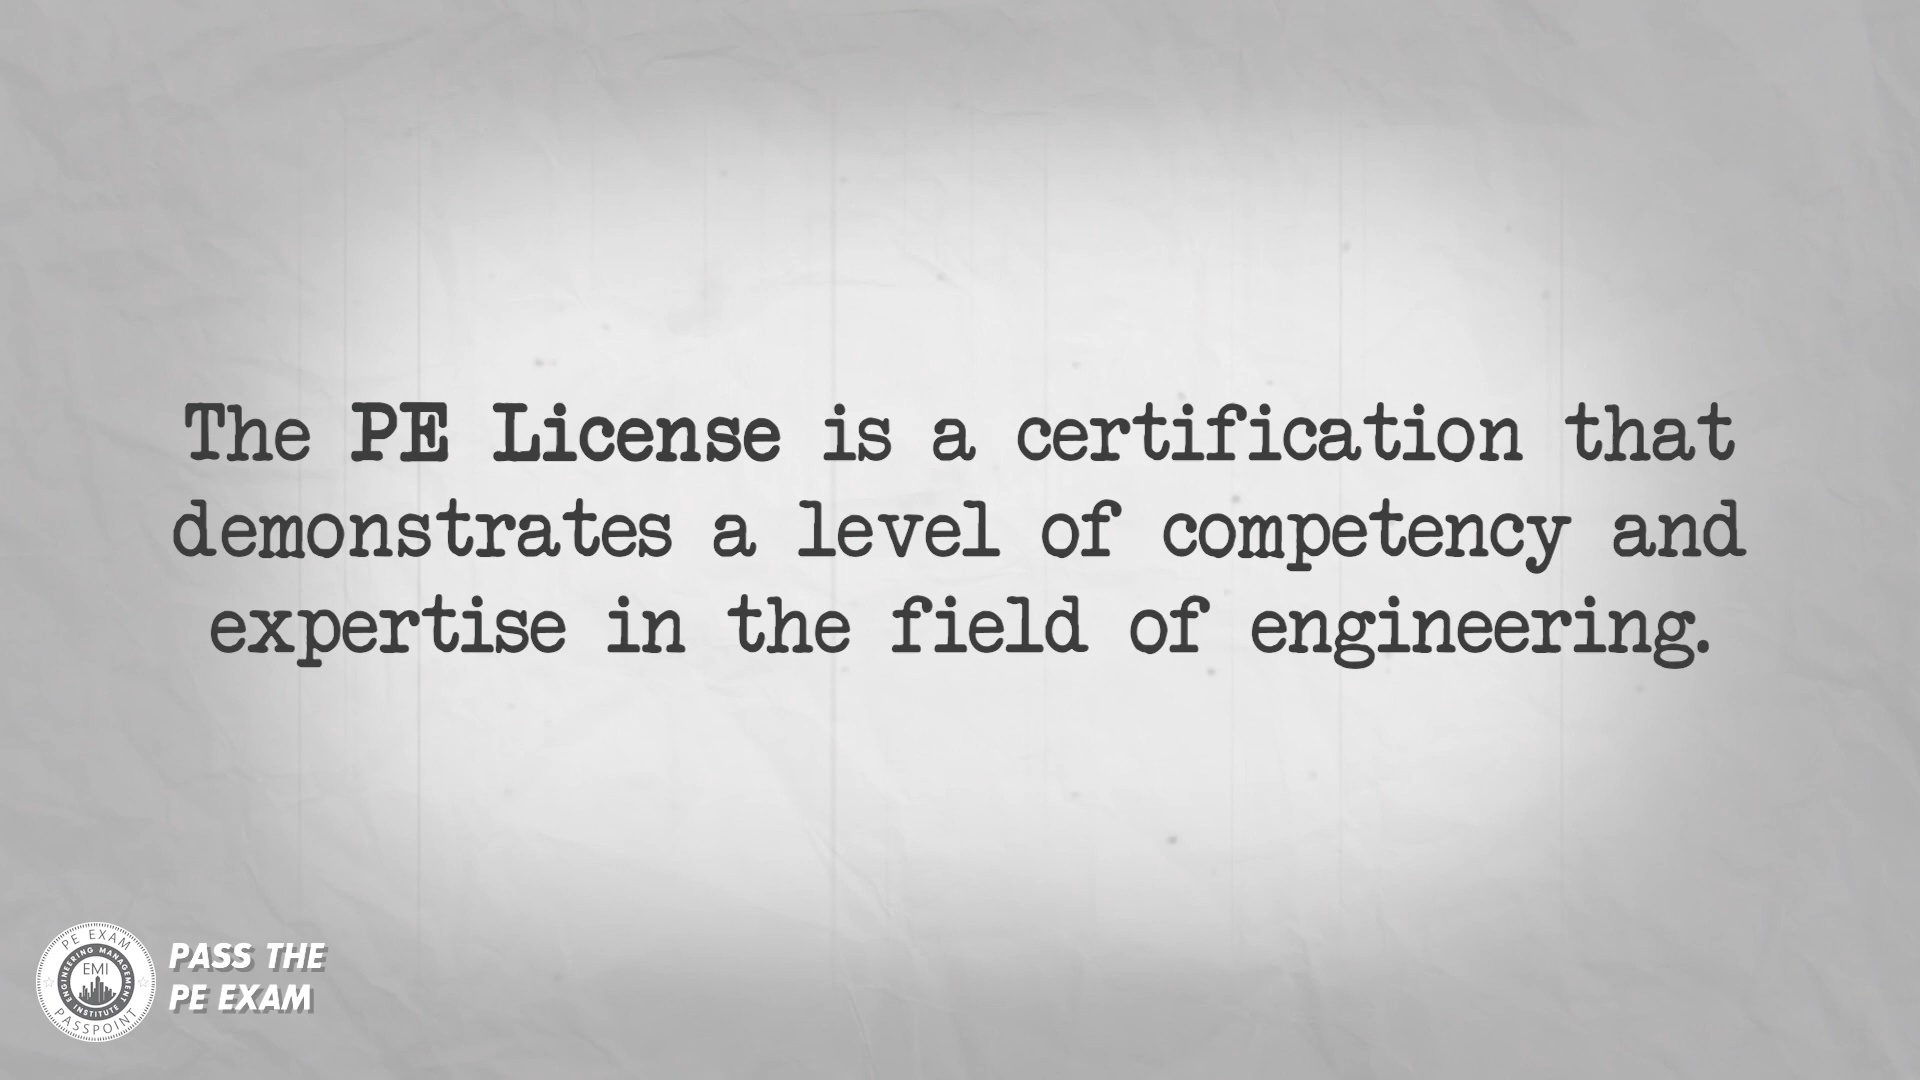 The PE License is a certification that
demonstrates a level of competency and
expertise in the field of engineering.
PE EXAM
ENGINEERING MANAGEMENT
EMI
INSTITUTE
PASSPOINT
PASS THE
PE EXAM